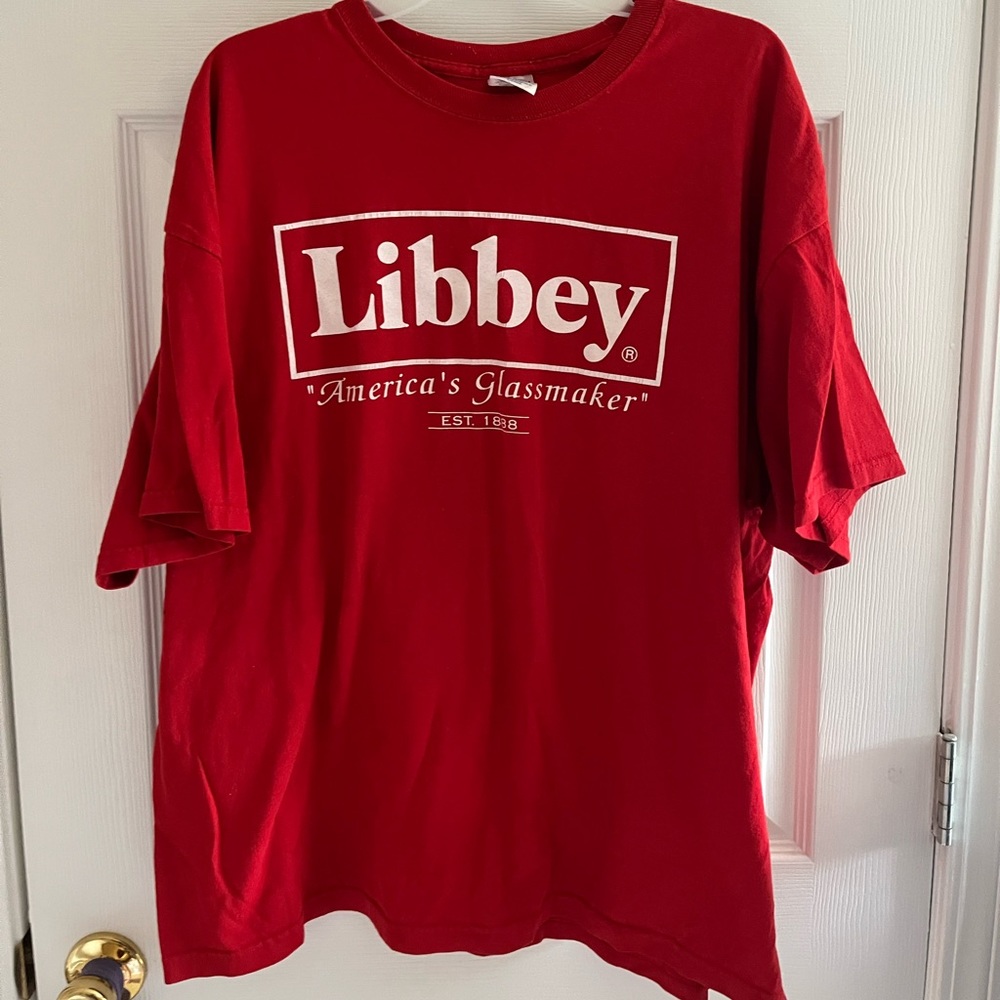 Libbey®
"America's Glassmaker"
EST. 1888